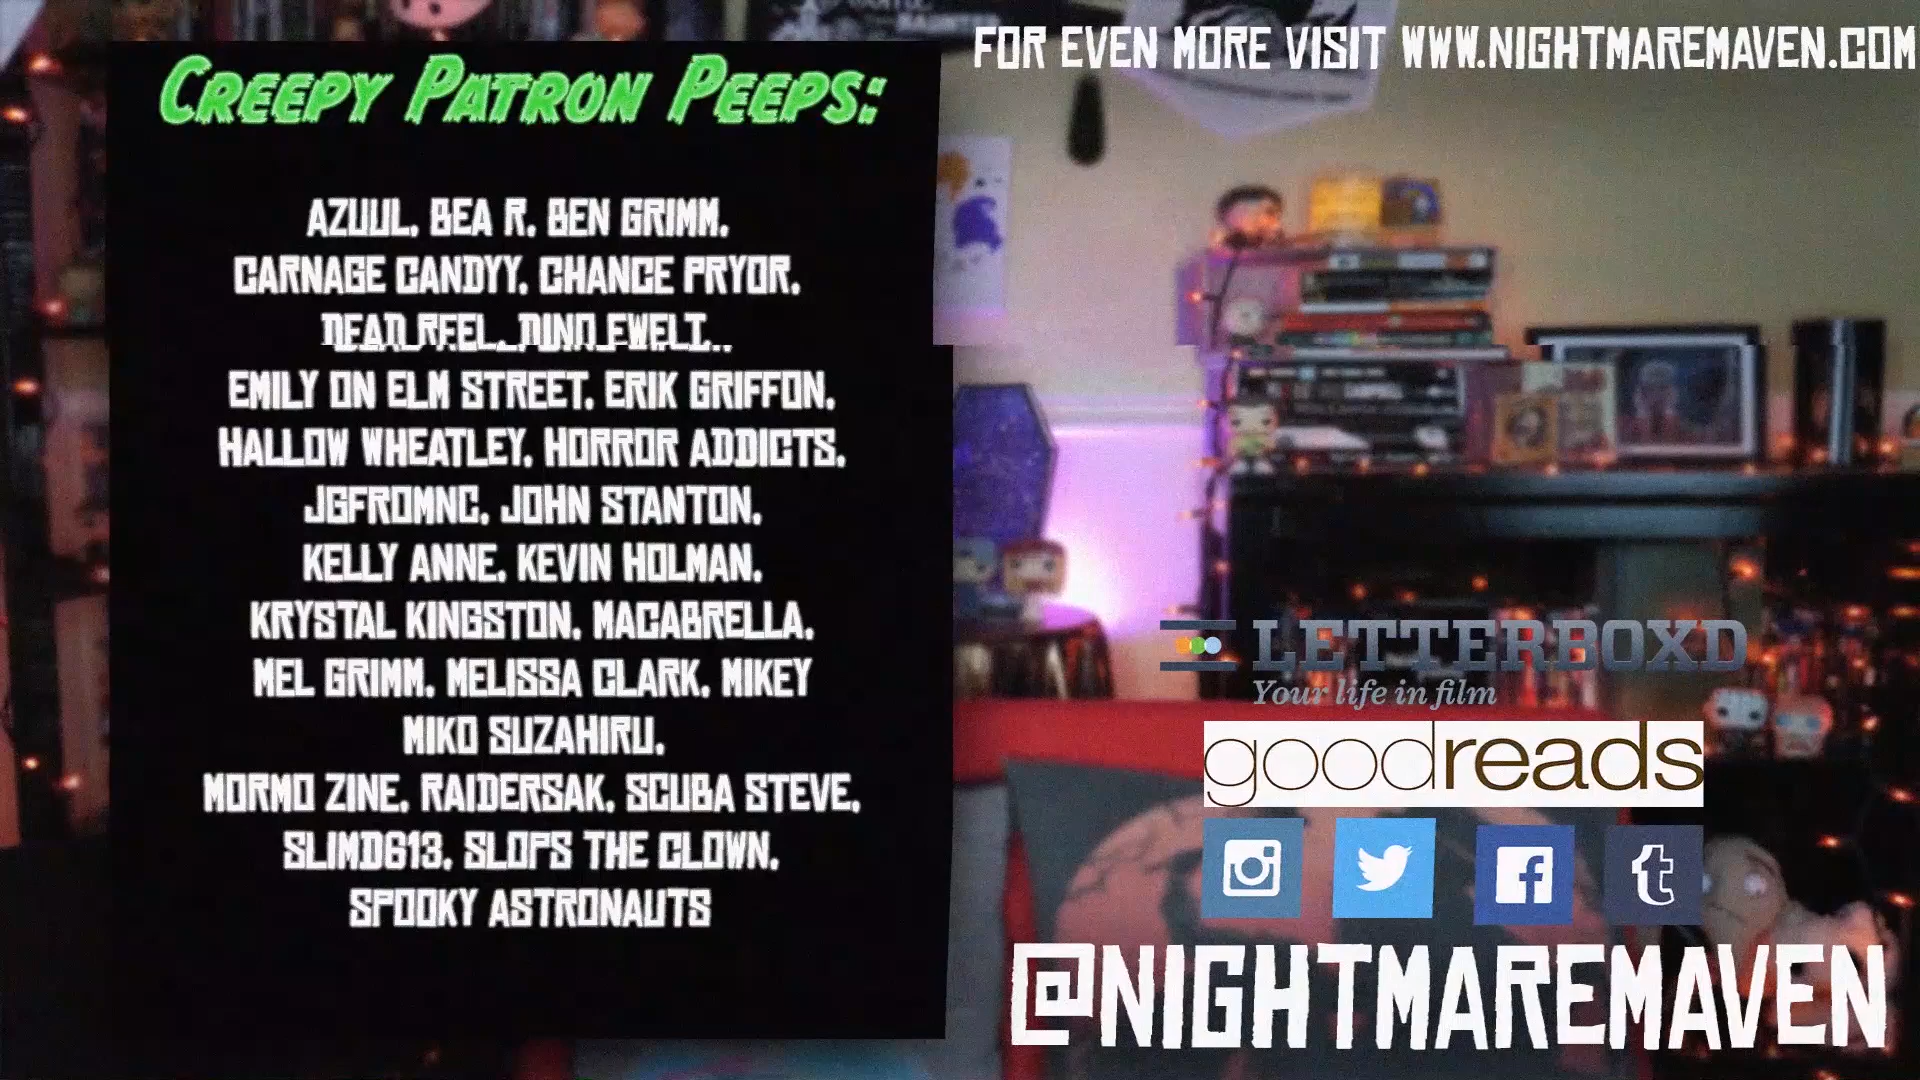 CREEPY PATRON PEEPS:
AZUUL, BEA R, BEN GRIMM,
CARNAGE CANDYY, CHANCE PRYOR,
DEAD REEL,
EMILY ON ELM STREET, ERIK GRIFFON,
HALLOW WHEATLEY, HORROR ADDICTS,
JGFROMNC, JOHN STANTON,
KELLY ANNE, KEVIN HOLMAN,
KRYSTAL KINGSTON, MACABRELLA,
MEL GRIMM, MELISSA CLARK, MIKEY
MIKO SUZAHIRU,
MORMO ZINE, RAIDERSAK, SCUBA STEVE,
SLIMD613, SLOPS THE CLOWN,
SPOOKY ASTRONAUTS
FOR EVEN MORE VISIT WWW.NIGHTMAREMAVEN.COM
LETTERBOXD
Your life in film
goodreads
@NIGHTMAREMAVEN